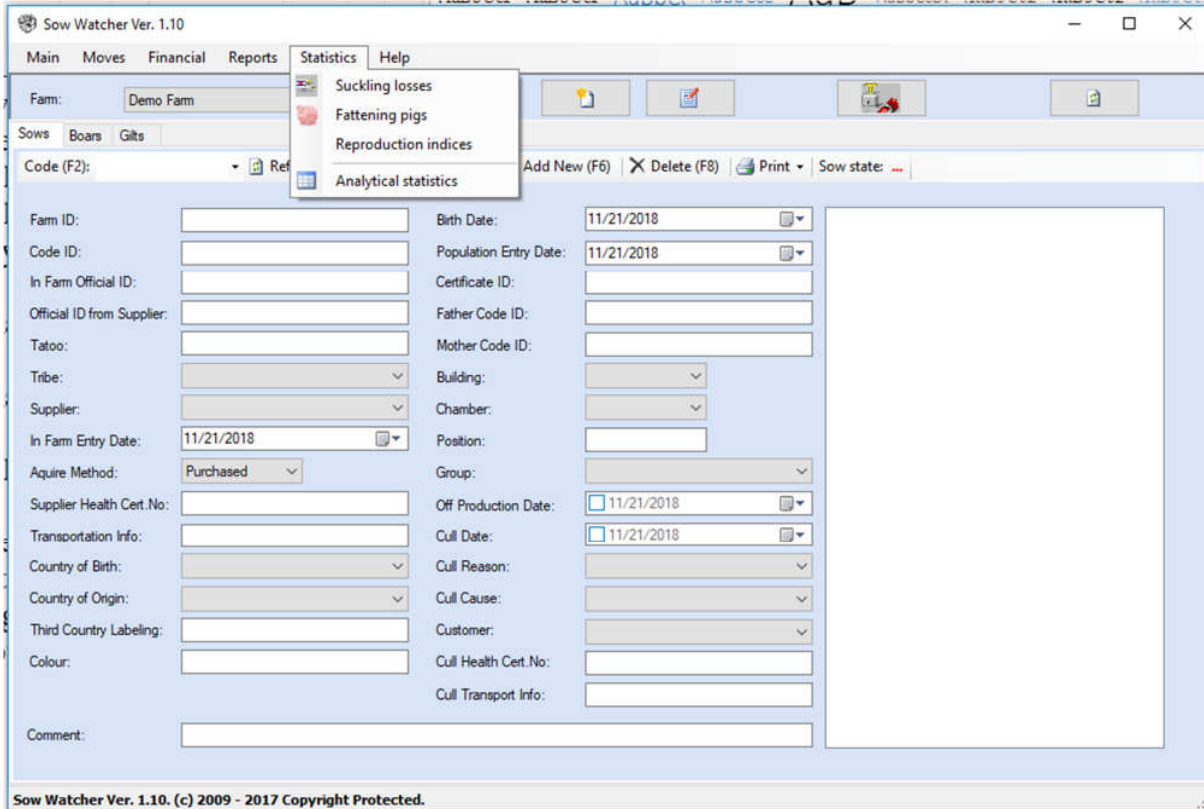 Sow Watcher Ver. 1.10
Main Moves Financial Reports Statistics Help
Suckling losses
Fattening pigs
Reproduction indices
Analytical statistics
Farm: Demo Farm
Sows Boars Gilts
Code (F2): Ref Add New (F6) Delete (F8) Print Sow state: ...
Farm ID: Birth Date: 11/21/2018
Code ID: Population Entry Date: 11/21/2018
In Farm Official ID: Certificate ID:
Official ID from Supplier: Father Code ID:
Tatoo: Mother Code ID:
Tribe: Building:
Supplier: Chamber:
In Farm Entry Date: 11/21/2018 Position:
Aquire Method: Purchased Group:
Supplier Health Cert.No: Off Production Date: 11/21/2018
Transportation Info: Cull Date: 11/21/2018
Country of Birth: Cull Reason:
Country of Origin: Cull Cause:
Third Country Labeling: Customer:
Colour: Cull Health Cert.No:
Cull Transport Info:
Comment:
Sow Watcher Ver. 1.10. (c) 2009 - 2017 Copyright Protected.